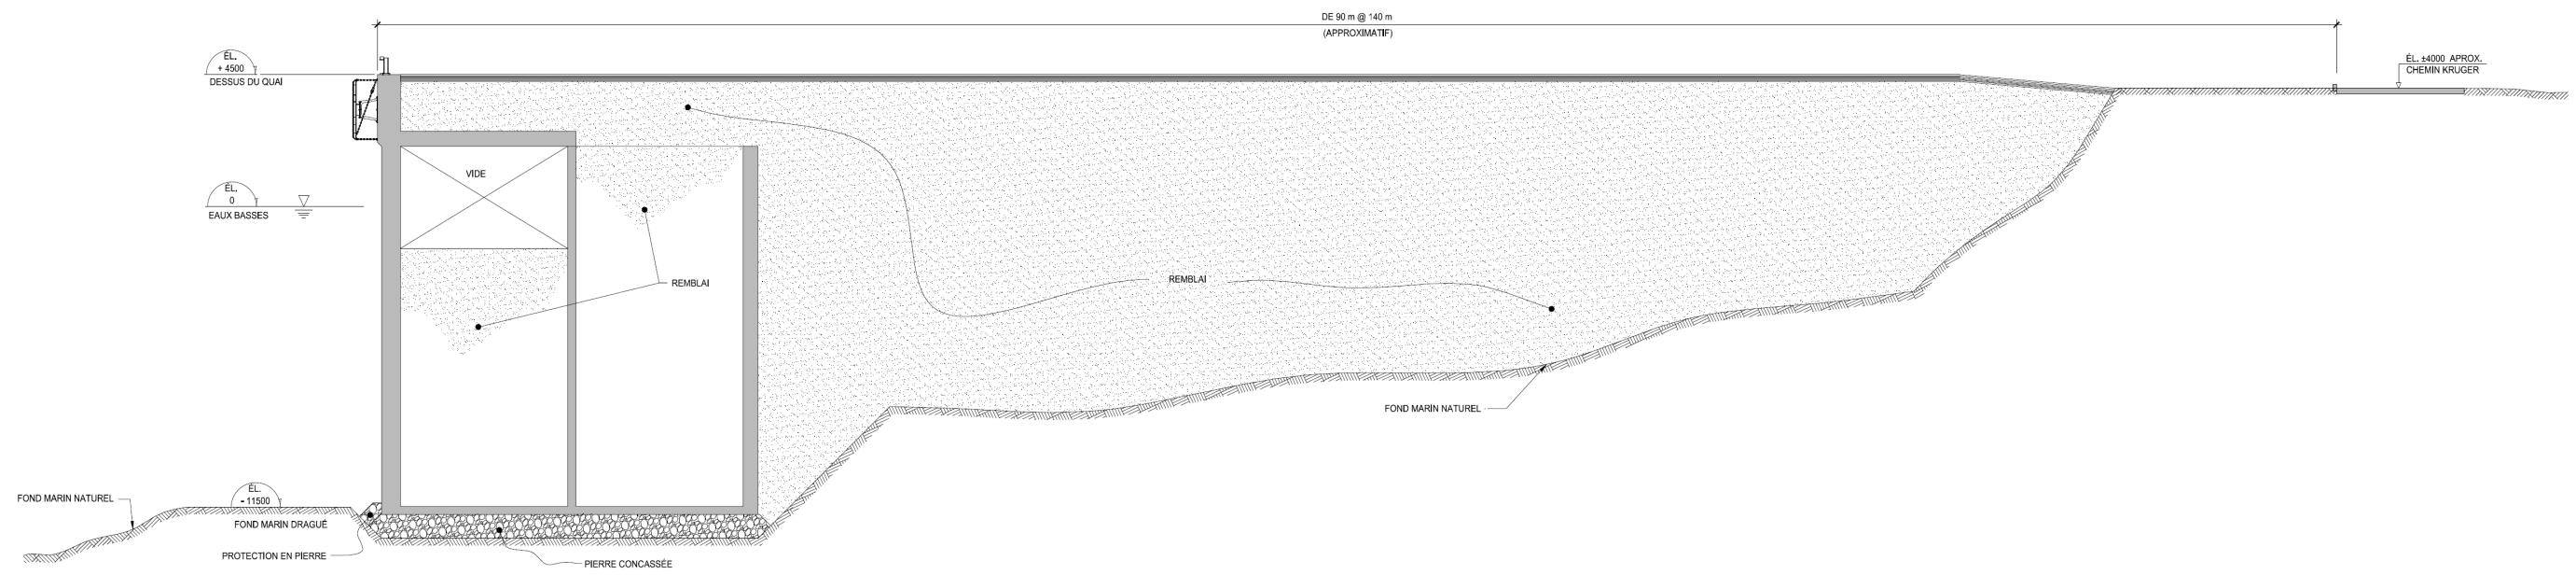 DE 90 m @ 140 m
(APPROXIMATIF)
ÉL.
+ 4500
DESSUS DU QUAI
ÉL. ±4000 APROX.
CHEMIN KRUGER
VIDE
ÉL.
0
EAUX BASSES
REMBLAI
REMBLAI
FOND MARIN NATUREL
FOND MARIN NATUREL
ÉL.
- 11500
FOND MARIN DRAGUÉ
PROTECTION EN PIERRE
PIERRE CONCASSÉE